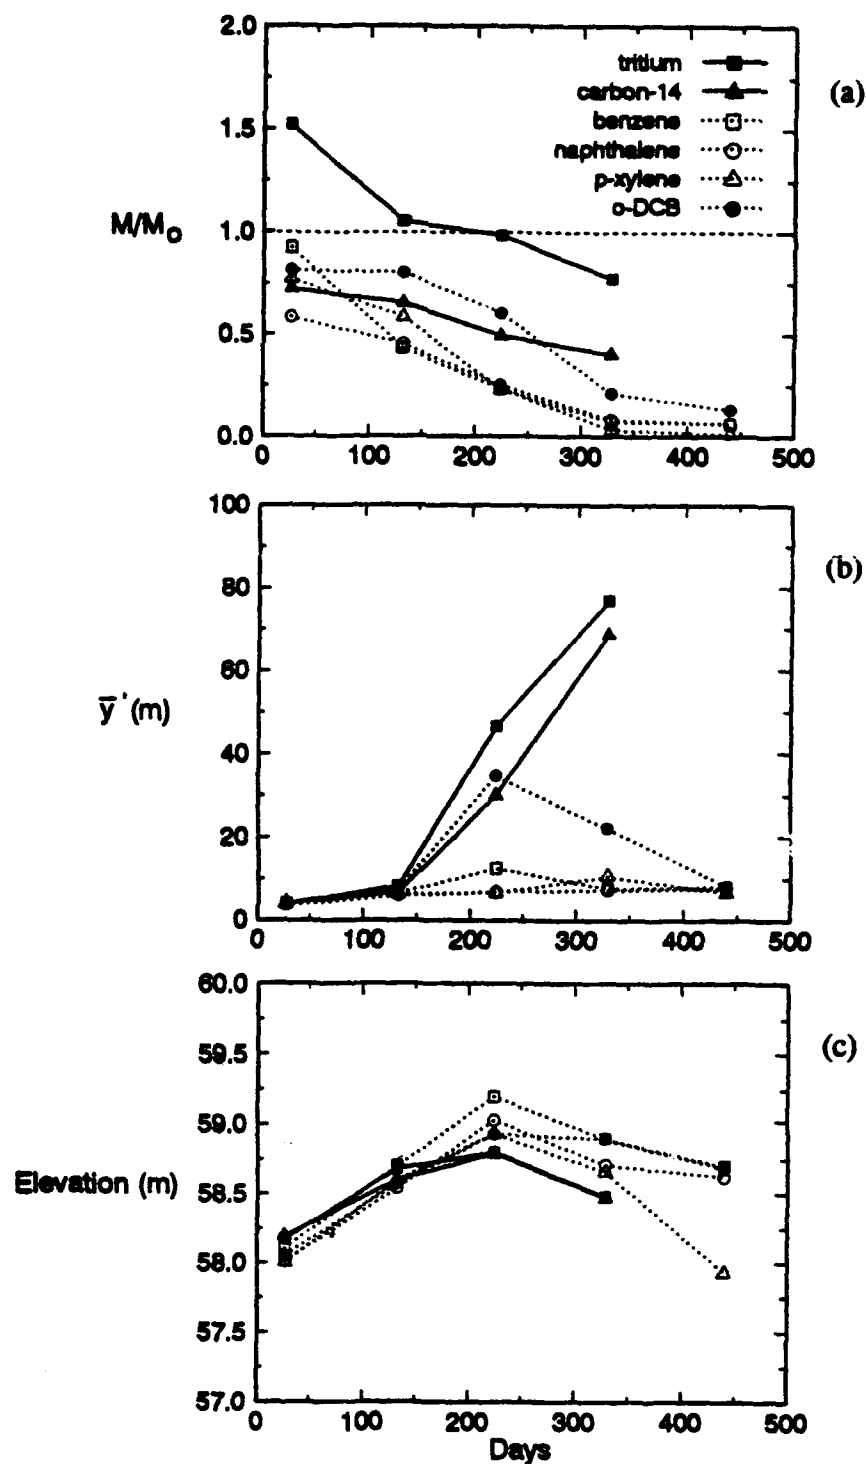 2.0
1.5
M/Mo
1.0
0.5
0.0
0 100 200 300 400 500
tritium
carbon-14
benzene
naphthalene
p-xylene
o-DCB
(a)
100
80
60
ȳ' (m)
40
20
0
0 100 200 300 400 500
(b)
60.0
59.5
59.0
Elevation (m)
58.5
58.0
57.5
57.0
0 100 200 300 400 500
Days
(c)